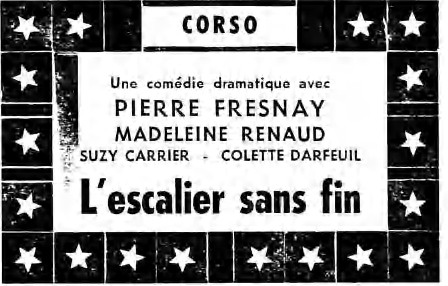 CORSO
Une comédie dramatique avec
PIERRE FRESNAY
MADELEINE RENAUD
SUZY CARRIER - COLETTE DARFEUIL
L'escalier sans fin